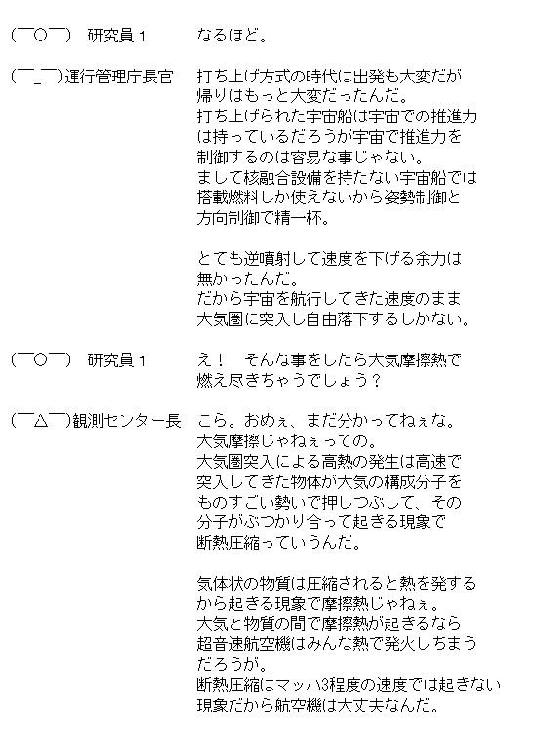 (￣○￣) 研究員1 なるほど。
(￣_￣)運行管理庁長官 打ち上げ方式の時代に出発も大変だが
帰りはもっと大変だったんだ。
打ち上げられた宇宙船は宇宙での推進力
は持っているだろうが宇宙で推進力を
制御するのは容易な事じゃない。
まして核融合設備を持たない宇宙船では
搭載燃料しか使えないから姿勢制御と
方向制御で精一杯。
とても逆噴射して速度を下げる余力は
無かったんだ。
だから宇宙を航行してきた速度のまま
大気圏に突入し自由落下するしかない。
(￣○￣) 研究員1 え！ そんな事をしたら大気摩擦熱で
燃え尽きちゃうでしょう？
(￣△￣)観測センター長 こら。おめぇ、まだ分かってねぇな。
大気摩擦じゃねぇっての。
大気圏突入による高熱の発生は高速で
突入してきた物体が大気の構成分子を
ものすごい勢いで押しつぶして、その
分子がぶつかり合って起きる現象で
断熱圧縮っていうんだ。
気体状の物質は圧縮されると熱を発する
から起きる現象で摩擦熱じゃねぇ。
大気と物質の間で摩擦熱が起きるなら
超音速航空機はみんな熱で発火しちまう
だろうが。
断熱圧縮にマッハ3程度の速度では起きない
現象だから航空機は大丈夫なんだ。